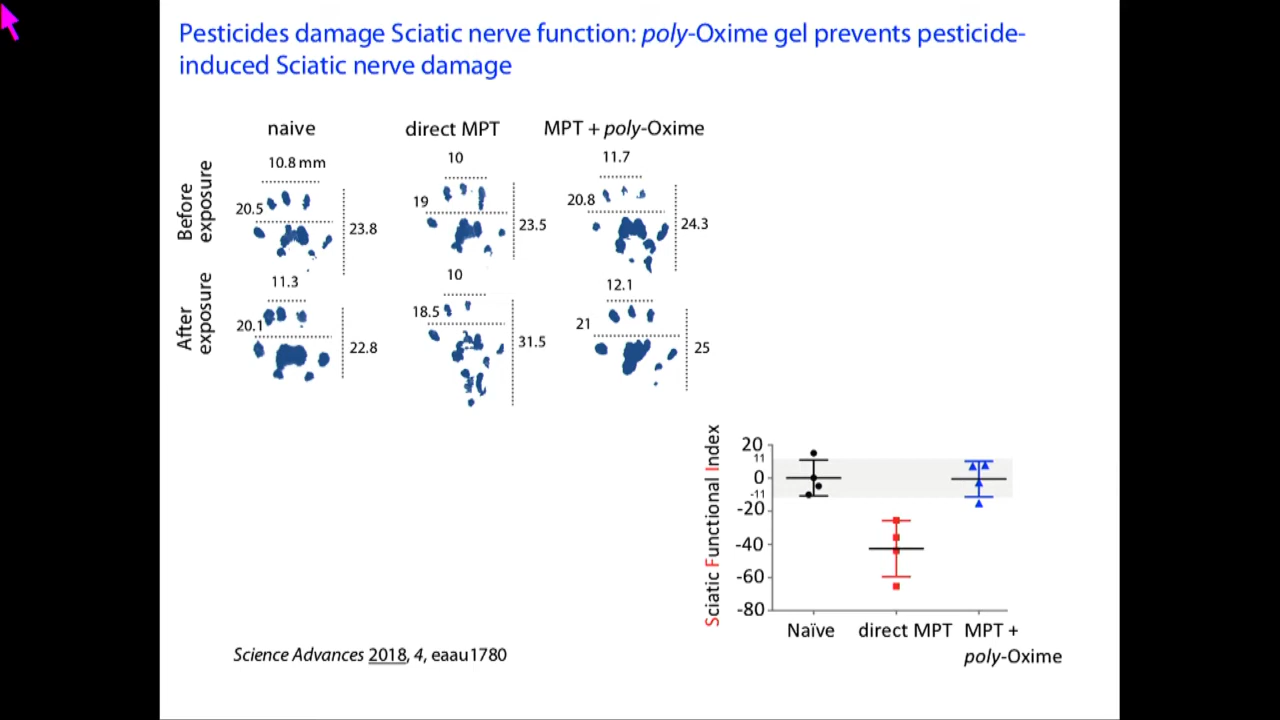 Pesticides damage Sciatic nerve function: poly-Oxime gel prevents pesticide-
induced Sciatic nerve damage
naive
direct MPT
MPT + poly-Oxime
Before
exposure
10.8 mm
20.5
23.8
10
19
23.5
11.7
20.8
24.3
After
exposure
11.3
20.1
22.8
10
18.5
31.5
12.1
21
25
Sciatic Functional Index
20
11
0
-11
-20
-40
-60
-80
Naïve
direct MPT
MPT +
poly-Oxime
Science Advances 2018, 4, eaau1780